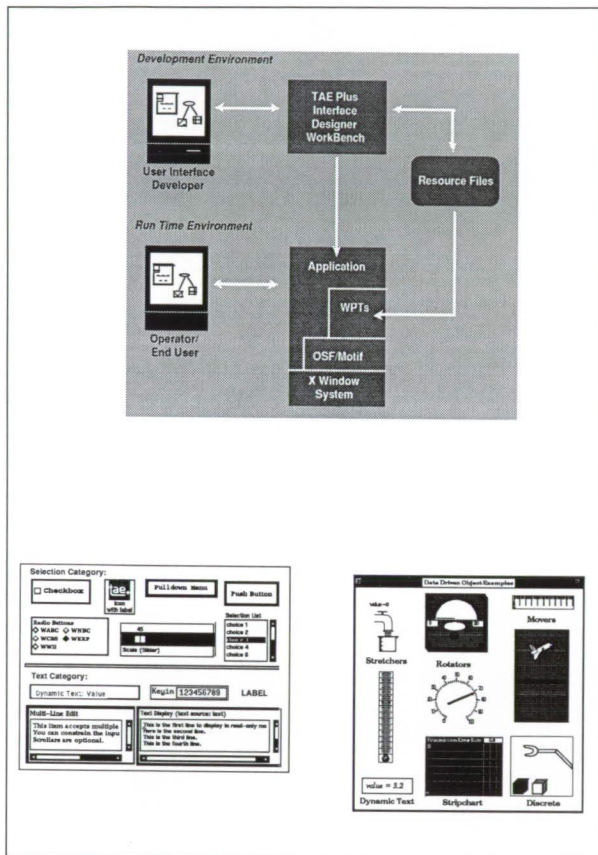 Development Environment
TAE Plus
Interface
Designer
WorkBench
User Interface
Developer
Resource Files
Run Time Environment
Application
WPTs
Operator/
End User
OSF/Motif
X Window
System
Selection Category:
Checkbox
ae.
Icon
with label
Pulldown Menu
Push Button
Radio Buttons
WABC WNBC
WCBS WEXP
WWII
45
Scale (Slider)
Selection List
choice 1
choice 2
choice 3
choice 4
choice 5
Text Category:
Dynamic Text: Value
Keyin 123456789
LABEL
Multi-Line Edit
This item accepts multiple
You can constrain the inpu
Scrollars are optional.
Text Display (text source: text)
This is the first line to display in read-only mo
There is the second line.
This is the third line.
This is the fourth line.
Data Driven Object Examples
value=0
Stretchers
Rotators
Movers
value = 3.2
Dynamic Text
Stripchart
Discrete